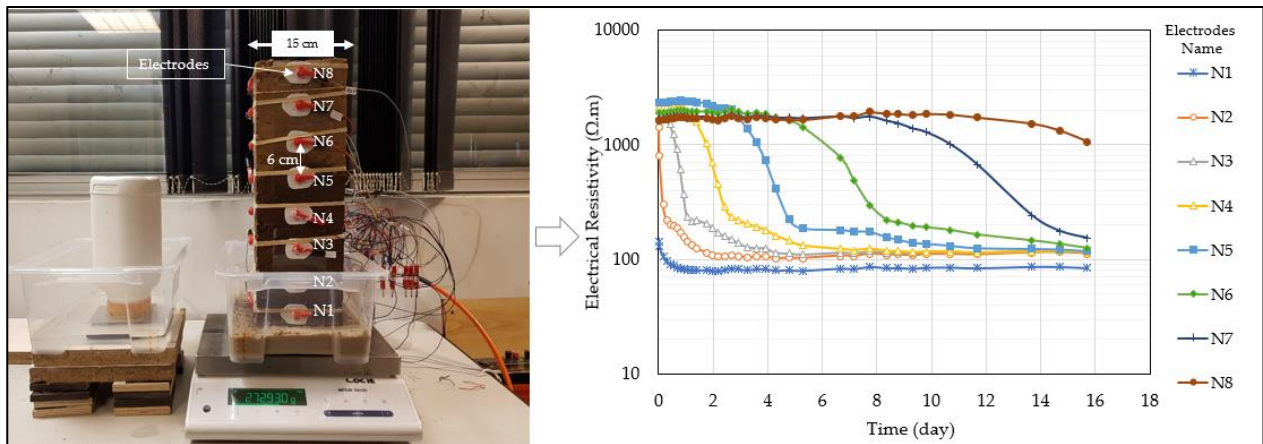 15 cm
Electrodes
N8
N7
N6
6 cm
N5
N4
N3
N2
N1
27293.0 g
Electrical Resistivity (Ω.m)
10000
1000
100
10
0 2 4 6 8 10 12 14 16 18
Time (day)
Electrodes
Name
N1
N2
N3
N4
N5
N6
N7
N8